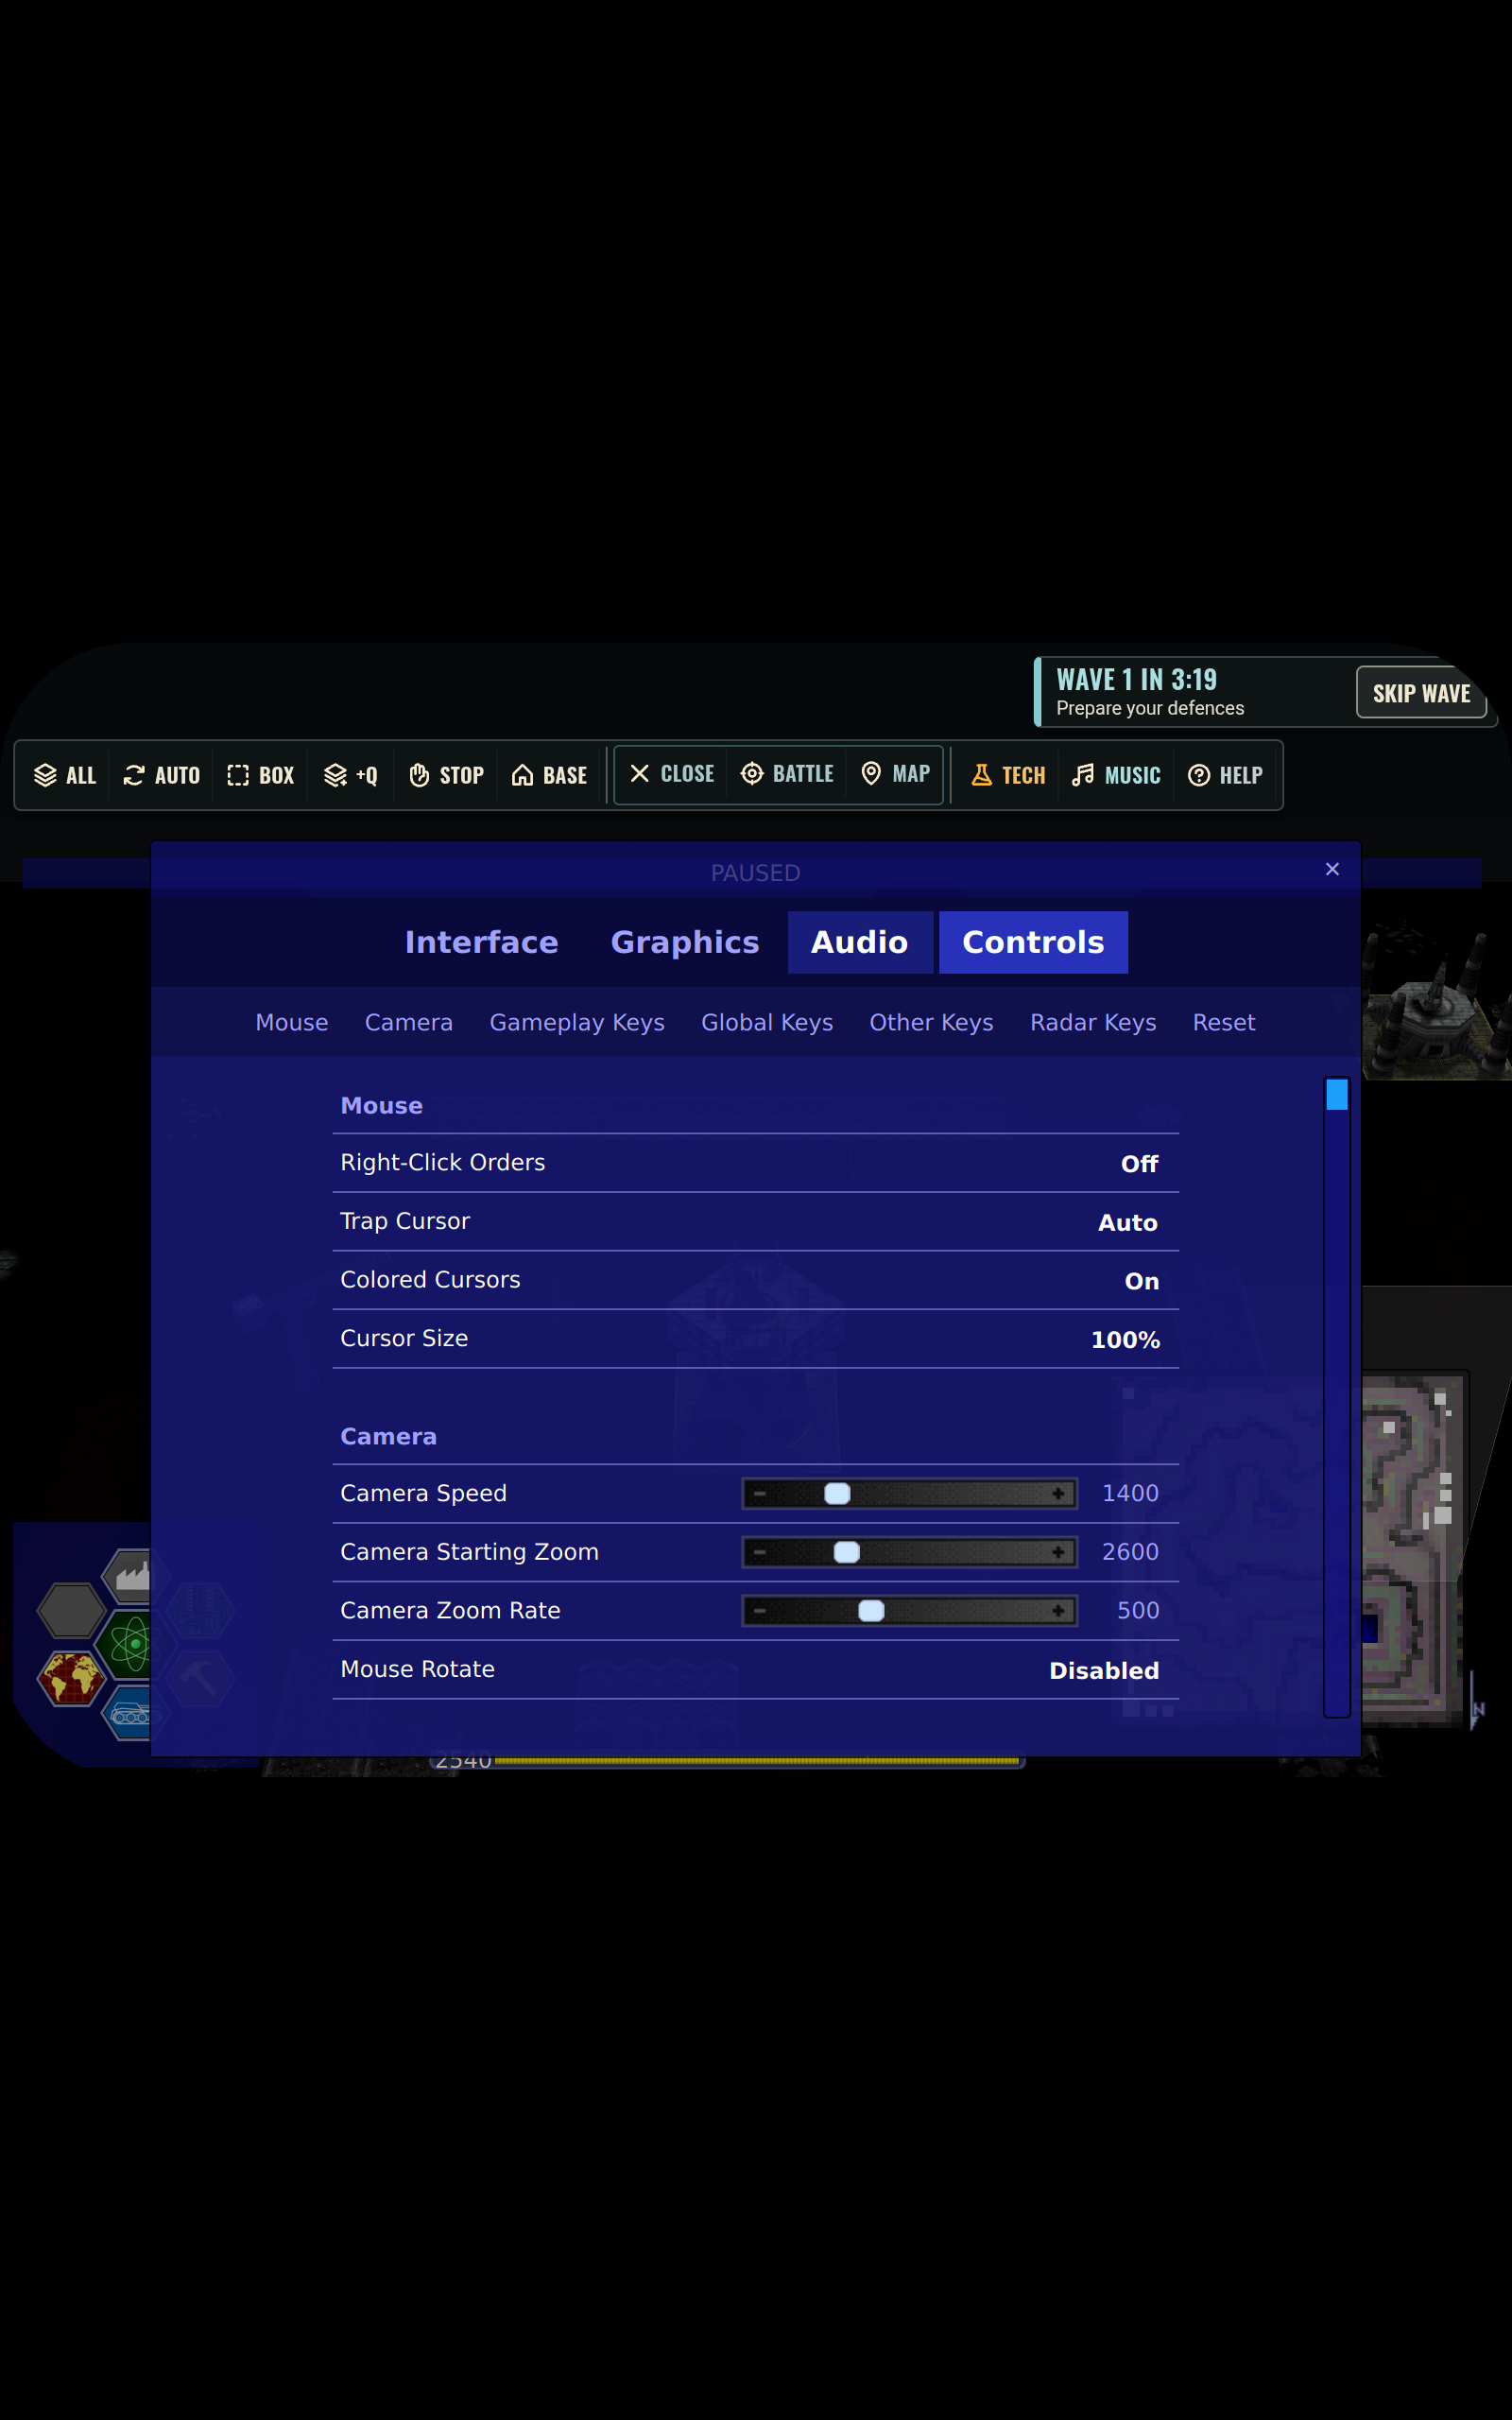 WAVE 1 IN 3:19
Prepare your defences
SKIP WAVE
ALL AUTO BOX +Q STOP BASE CLOSE BATTLE MAP TECH MUSIC HELP
PAUSED
×
Interface Graphics Audio Controls
Mouse Camera Gameplay Keys Global Keys Other Keys Radar Keys Reset
Mouse
Right-Click Orders Off
Trap Cursor Auto
Colored Cursors On
Cursor Size 100%
Camera
Camera Speed 1400
Camera Starting Zoom 2600
Camera Zoom Rate 500
Mouse Rotate Disabled
N
2540